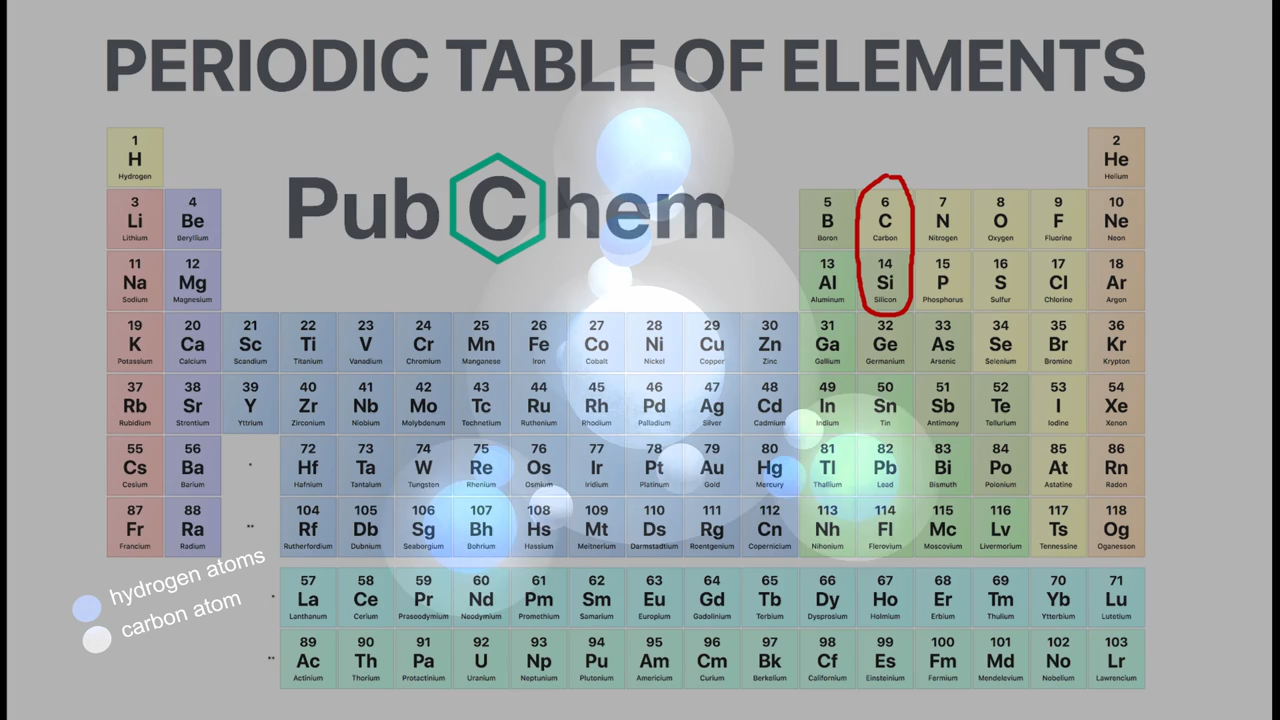 PERIODIC TABLE OF ELEMENTS
1 2
H He
Hydrogen Helium
PubChem
3 4 5 6 7 8 9 10
Li Be B C N O F Ne
Lithium Beryllium Boron Carbon Nitrogen Oxygen Fluorine Neon
11 12 13 14 15 16 17 18
Na Mg Al Si P S Cl Ar
Sodium Magnesium Aluminum Silicon Phosphorus Sulfur Chlorine Argon
19 20 21 22 23 24 25 26 27 28 29 30 31 32 33 34 35 36
K Ca Sc Ti V Cr Mn Fe Co Ni Cu Zn Ga Ge As Se Br Kr
Potassium Calcium Scandium Titanium Vanadium Chromium Manganese Iron Cobalt Nickel Copper Zinc Gallium Germanium Arsenic Selenium Bromine Krypton
37 38 39 40 41 42 43 44 45 46 47 48 49 50 51 52 53 54
Rb Sr Y Zr Nb Mo Tc Ru Rh Pd Ag Cd In Sn Sb Te I Xe
Rubidium Strontium Yttrium Zirconium Niobium Molybdenum Technetium Ruthenium Rhodium Palladium Silver Cadmium Indium Tin Antimony Tellurium Iodine Xenon
55 56 * 72 73 74 75 76 77 78 79 80 81 82 83 84 85 86
Cs Ba Hf Ta W Re Os Ir Pt Au Hg Tl Pb Bi Po At Rn
Cesium Barium Hafnium Tantalum Tungsten Rhenium Osmium Iridium Platinum Gold Mercury Thallium Lead Bismuth Polonium Astatine Radon
87 88 ** 104 105 106 107 108 109 110 111 112 113 114 115 116 117 118
Fr Ra Rf Db Sg Bh Hs Mt Ds Rg Cn Nh Fl Mc Lv Ts Og
Francium Radium Rutherfordium Dubnium Seaborgium Bohrium Hassium Meitnerium Darmstadtium Roentgenium Copernicium Nihonium Flerovium Moscovium Livermorium Tennessine Oganesson
hydrogen atoms
carbon atom
* 57 58 59 60 61 62 63 64 65 66 67 68 69 70 71
La Ce Pr Nd Pm Sm Eu Gd Tb Dy Ho Er Tm Yb Lu
Lanthanum Cerium Praseodymium Neodymium Promethium Samarium Europium Gadolinium Terbium Dysprosium Holmium Erbium Thulium Ytterbium Lutetium
** 89 90 91 92 93 94 95 96 97 98 99 100 101 102 103
Ac Th Pa U Np Pu Am Cm Bk Cf Es Fm Md No Lr
Actinium Thorium Protactinium Uranium Neptunium Plutonium Americium Curium Berkelium Californium Einsteinium Fermium Mendelevium Nobelium Lawrencium